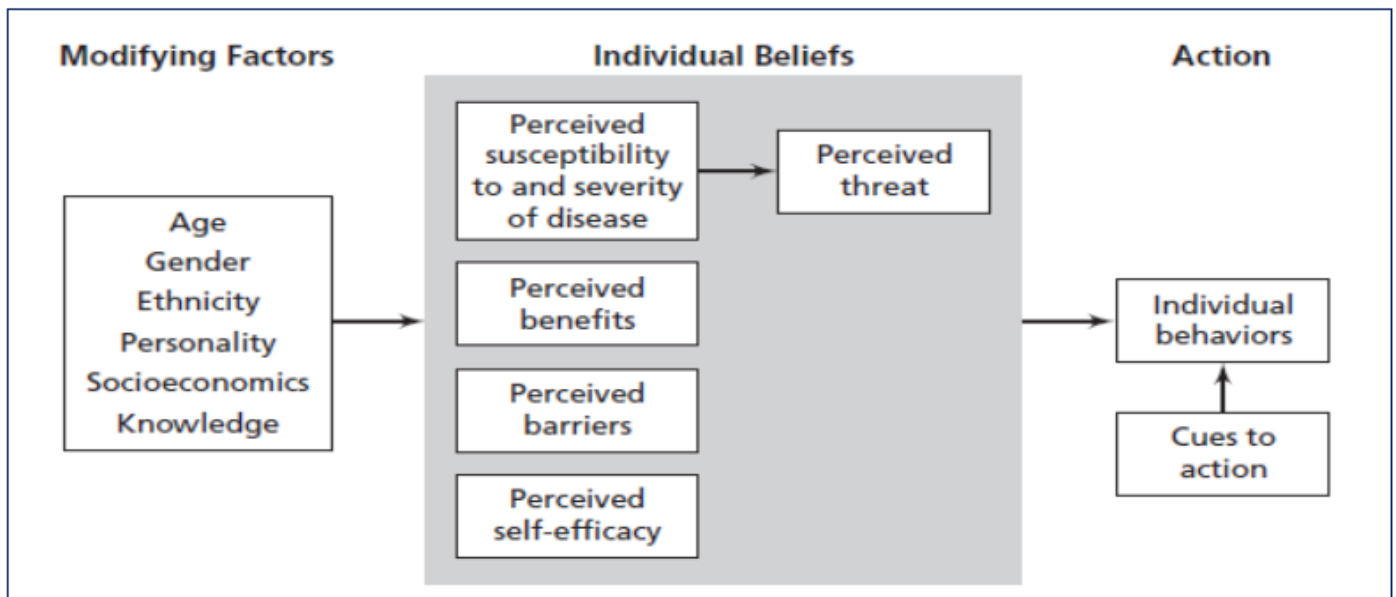 Modifying Factors
Individual Beliefs
Action
Age
Gender
Ethnicity
Personality
Socioeconomics
Knowledge
Perceived
susceptibility
to and severity
of disease
Perceived
threat
Perceived
benefits
Perceived
barriers
Perceived
self-efficacy
Individual
behaviors
Cues to
action